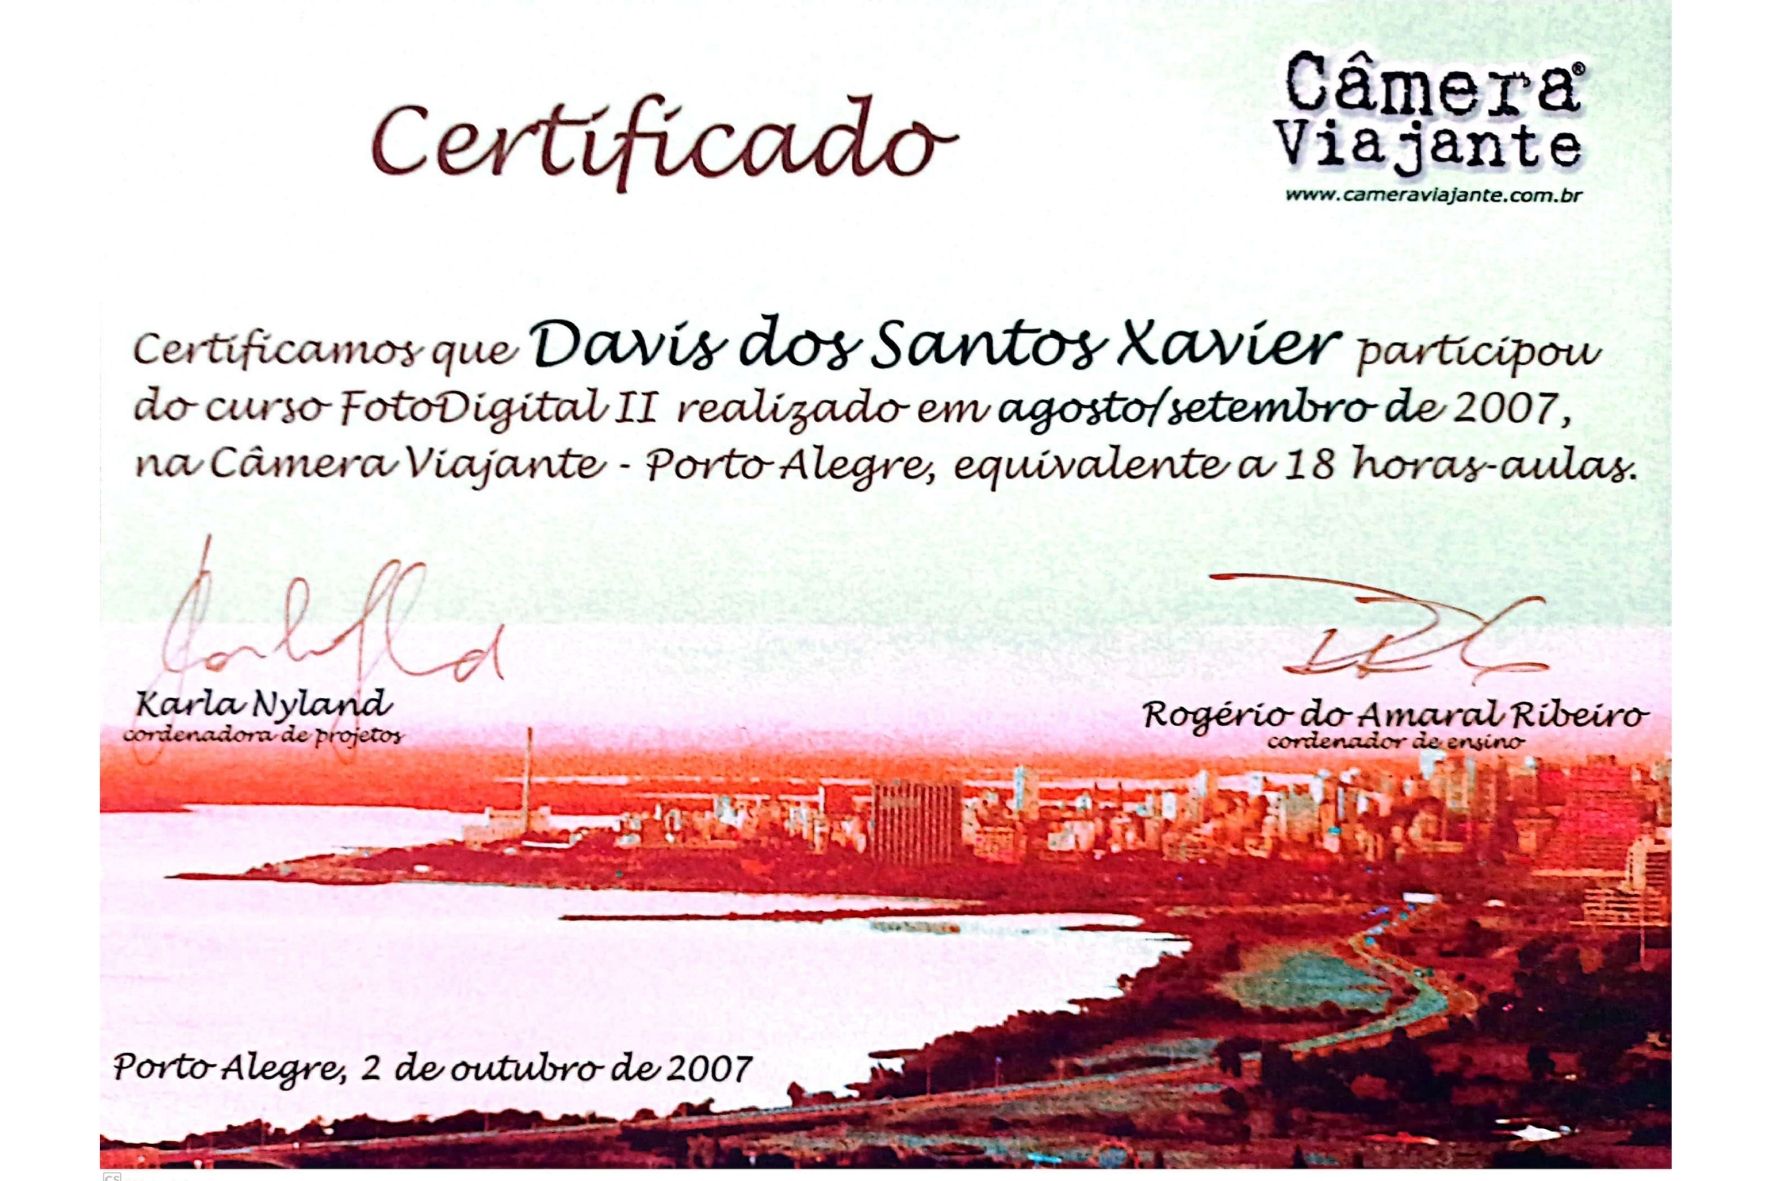 Certificado
Câmera®
Viajante
www.cameraviajante.com.br
Certificamos que Davis dos Santos Xavier participou
do curso FotoDigital II realizado em agosto/setembro de 2007,
na Câmera Viajante - Porto Alegre, equivalente a 18 horas-aulas.
Karla Nyland
cordenadora de projetos
Rogério do Amaral Ribeiro
cordenador de ensino
Porto Alegre, 2 de outubro de 2007
CS